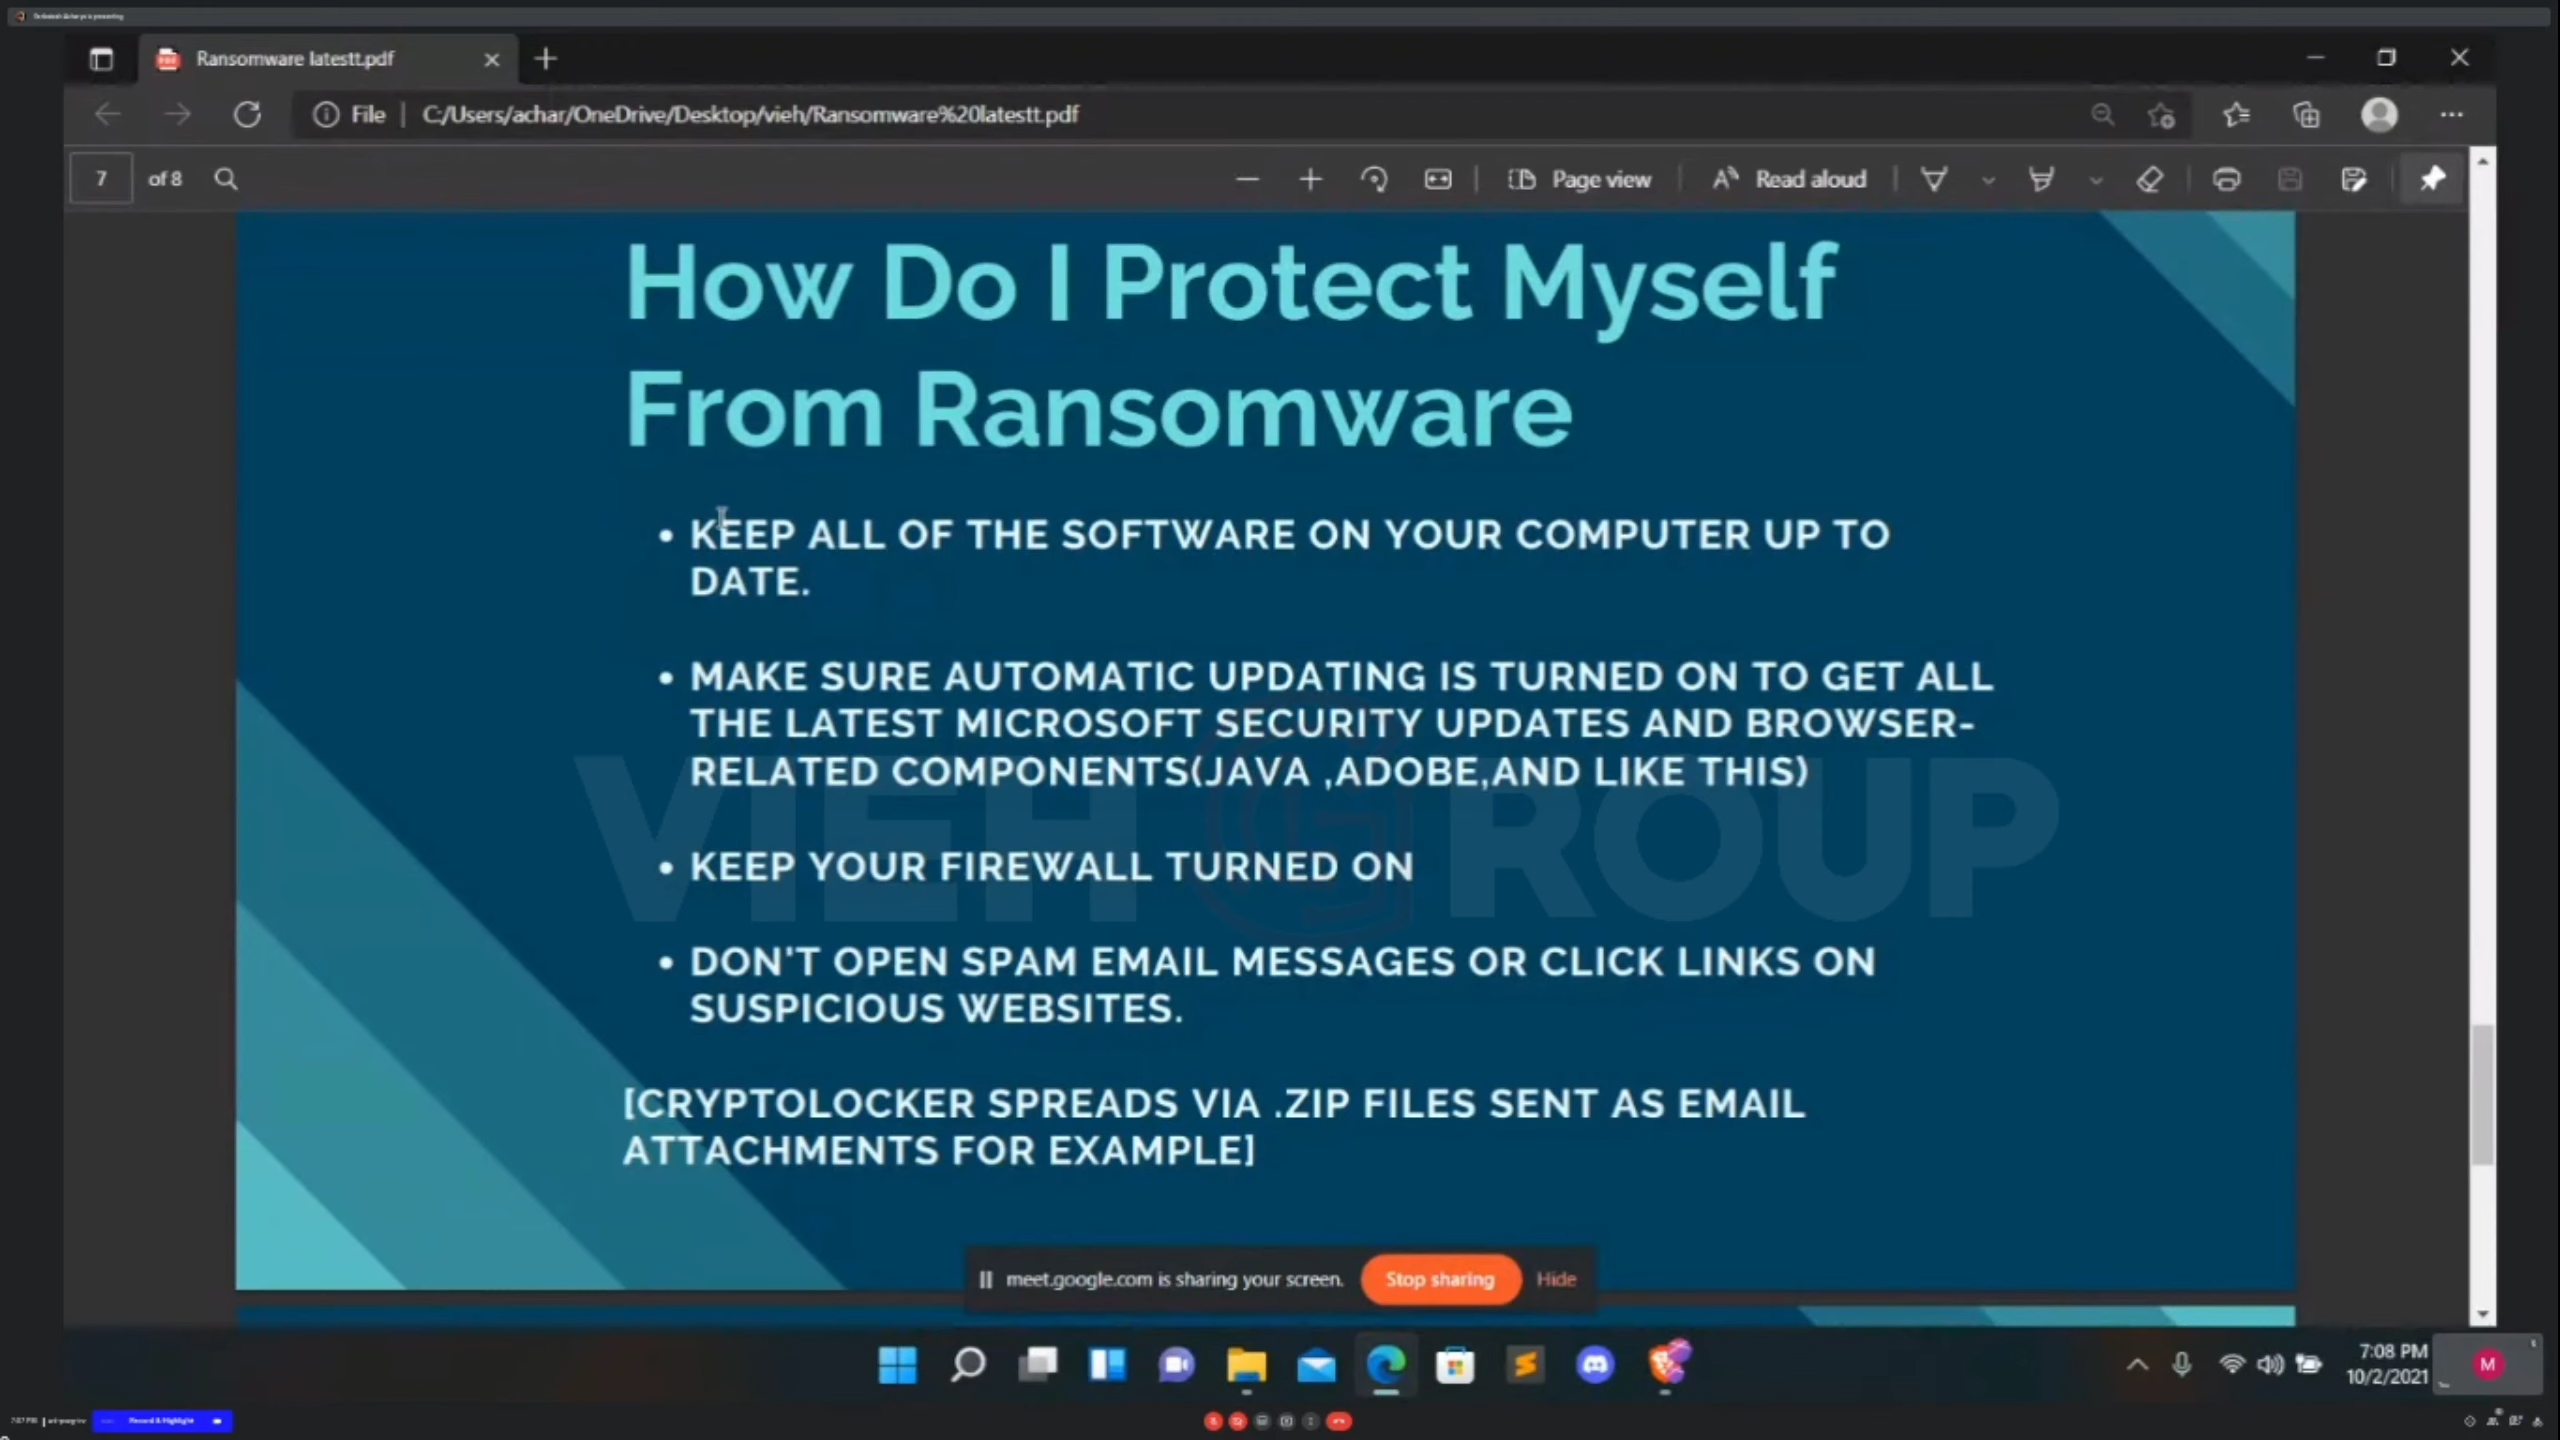 Ransomware latestt.pdf
File
C:/Users/achar/OneDrive/Desktop/vieh/Ransomware%20latestt.pdf
7 of 8
Page view
Read aloud
How Do I Protect Myself
From Ransomware
• KEEP ALL OF THE SOFTWARE ON YOUR COMPUTER UP TO
DATE.
• MAKE SURE AUTOMATIC UPDATING IS TURNED ON TO GET ALL
THE LATEST MICROSOFT SECURITY UPDATES AND BROWSER-
RELATED COMPONENTS(JAVA ,ADOBE,AND LIKE THIS)
VIEH GROUP
• KEEP YOUR FIREWALL TURNED ON
• DON'T OPEN SPAM EMAIL MESSAGES OR CLICK LINKS ON
SUSPICIOUS WEBSITES.
[CRYPTOLOCKER SPREADS VIA .ZIP FILES SENT AS EMAIL
ATTACHMENTS FOR EXAMPLE]
meet.google.com is sharing your screen.
Stop sharing
Hide
7:08 PM
10/2/2021
M
7:07 PM
Record & Highlight